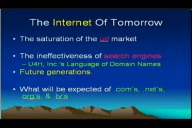 The Internet Of Tomorrow
• The saturation of the url market
• The ineffectiveness of search engines
– U4H, Inc.'s Language of Domain Names
• Future generations.
• What will be expected of .com's, .net's,
org's & .tv's